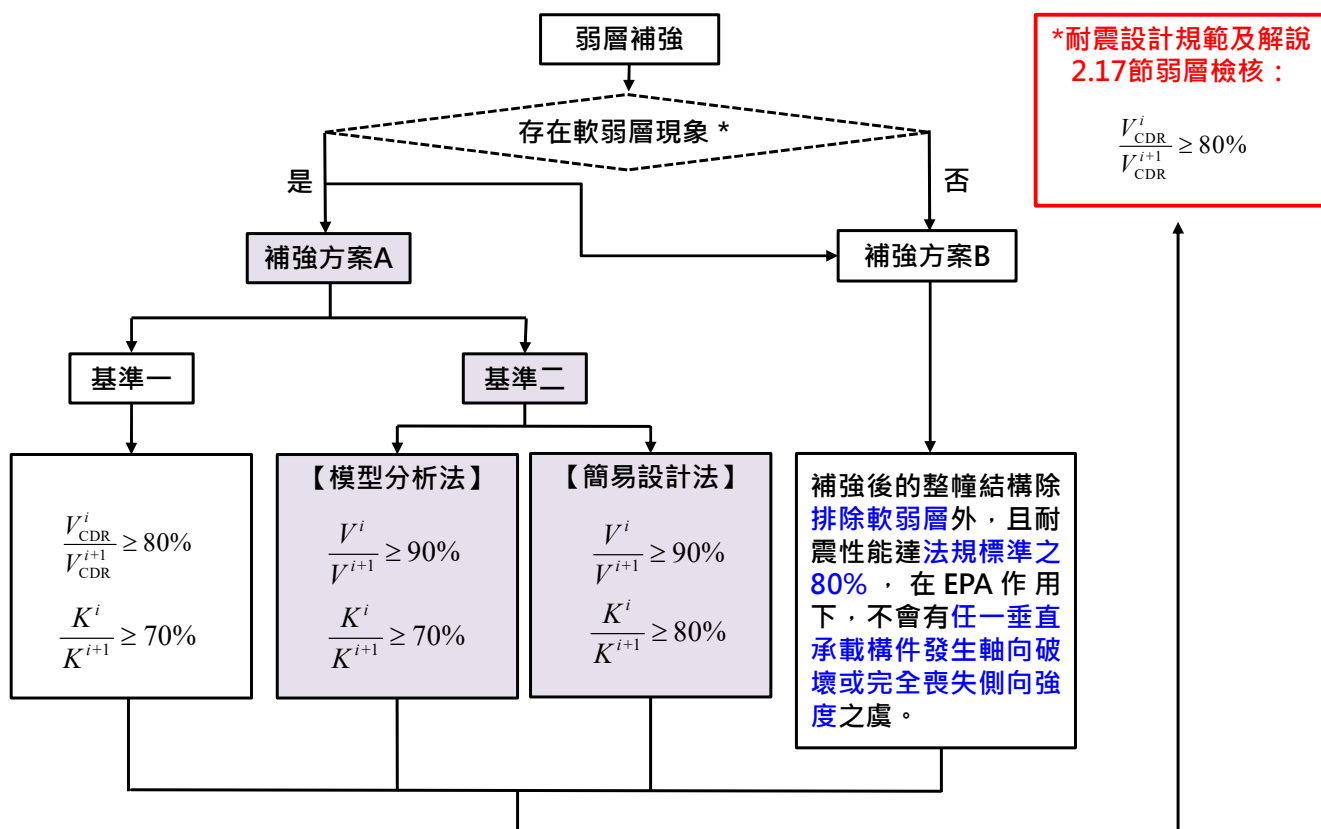 弱層補強
*耐震設計規範及解說
2.17節弱層檢核：
V^i_CDR / V^{i+1}_CDR ≥ 80%
存在軟弱層現象 *
是
否
補強方案A
補強方案B
基準一
基準二
V^i_CDR / V^{i+1}_CDR ≥ 80%
K^i / K^{i+1} ≥ 70%
【模型分析法】
V^i / V^{i+1} ≥ 90%
K^i / K^{i+1} ≥ 70%
【簡易設計法】
V^i / V^{i+1} ≥ 90%
K^i / K^{i+1} ≥ 80%
補強後的整幢結構除
排除軟弱層外，且耐
震性能達法規標準之
80%，在EPA作用
下，不會有任一垂直
承載構件發生軸向破
壞或完全喪失側向強
度之虞。